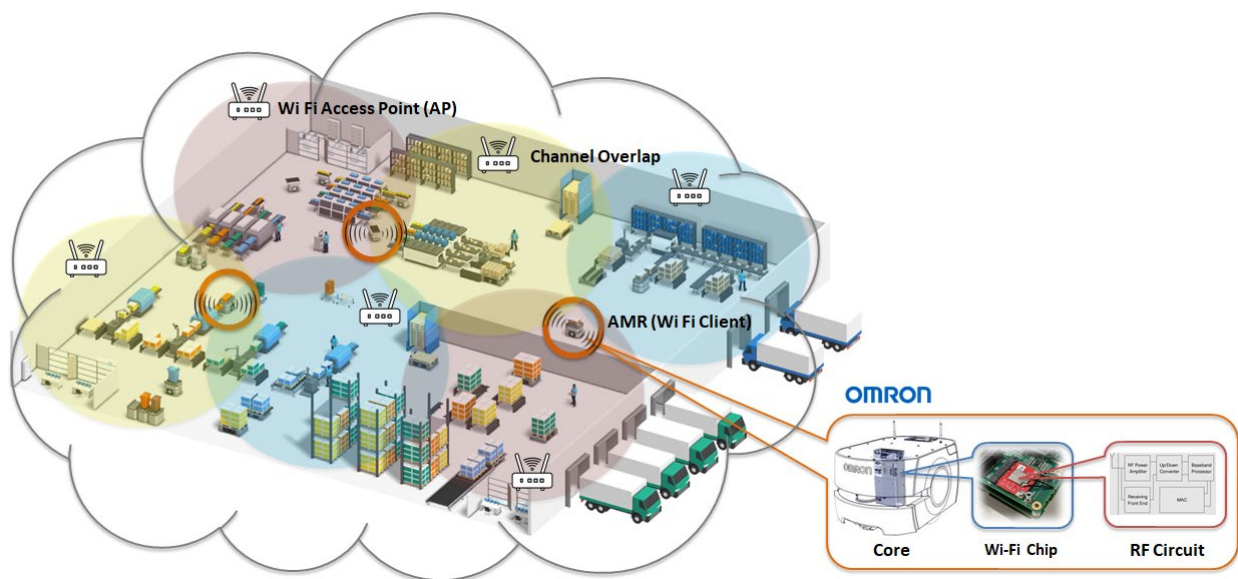 Wi Fi Access Point (AP)
Channel Overlap
AMR (Wi Fi Client)
OMRON
OMRON
RF Power
Amplifier
Up/Down
Converter
Baseband
Processor
Receiving
Front End
MAC
Core
Wi-Fi Chip
RF Circuit